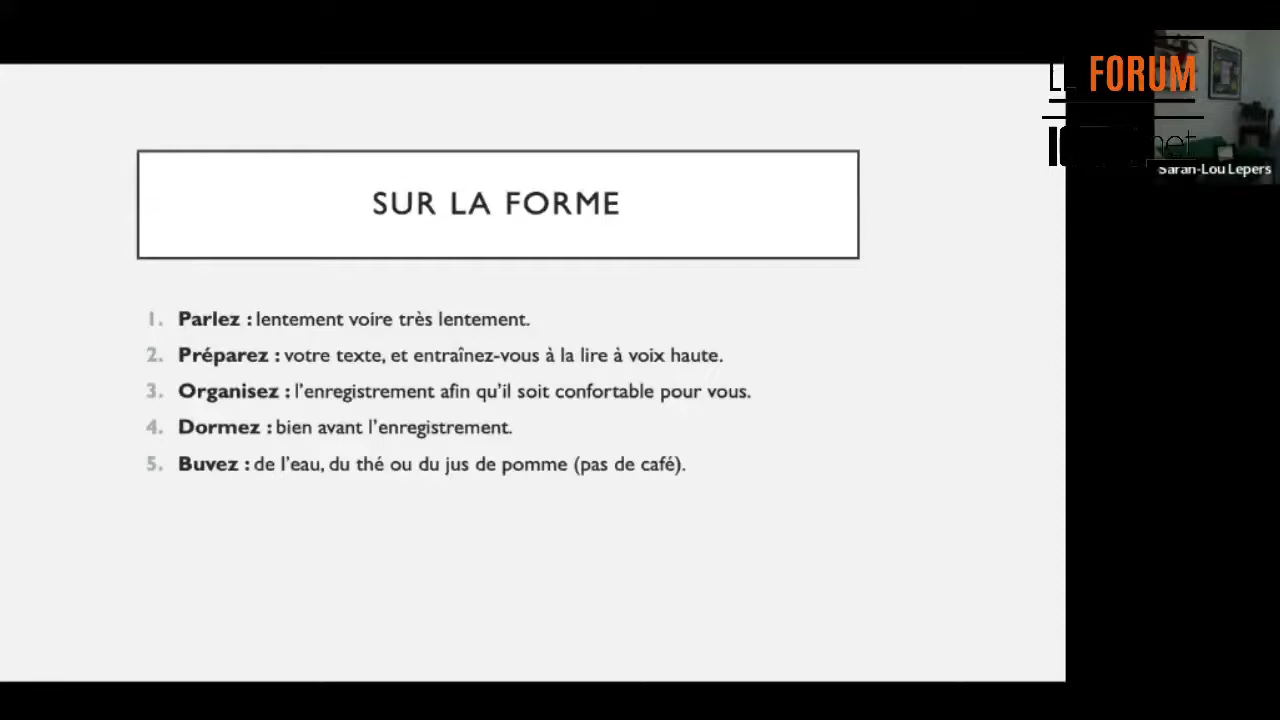 FORUM
net
Sarah-Lou Lepers
SUR LA FORME
1. Parlez : lentement voire très lentement.
2. Préparez : votre texte, et entraînez-vous à la lire à voix haute.
3. Organisez : l'enregistrement afin qu'il soit confortable pour vous.
4. Dormez : bien avant l'enregistrement.
5. Buvez : de l'eau, du thé ou du jus de pomme (pas de café).